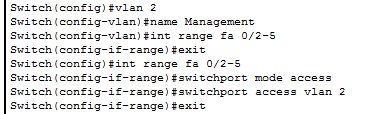 Switch(config)#vlan 2
Switch(config-vlan)#name Management
Switch(config-vlan)#int range fa 0/2-5
Switch(config-if-range)#exit
Switch(config)#int range fa 0/2-5
Switch(config-if-range)#switchport mode access
Switch(config-if-range)#switchport access vlan 2
Switch(config-if-range)#exit